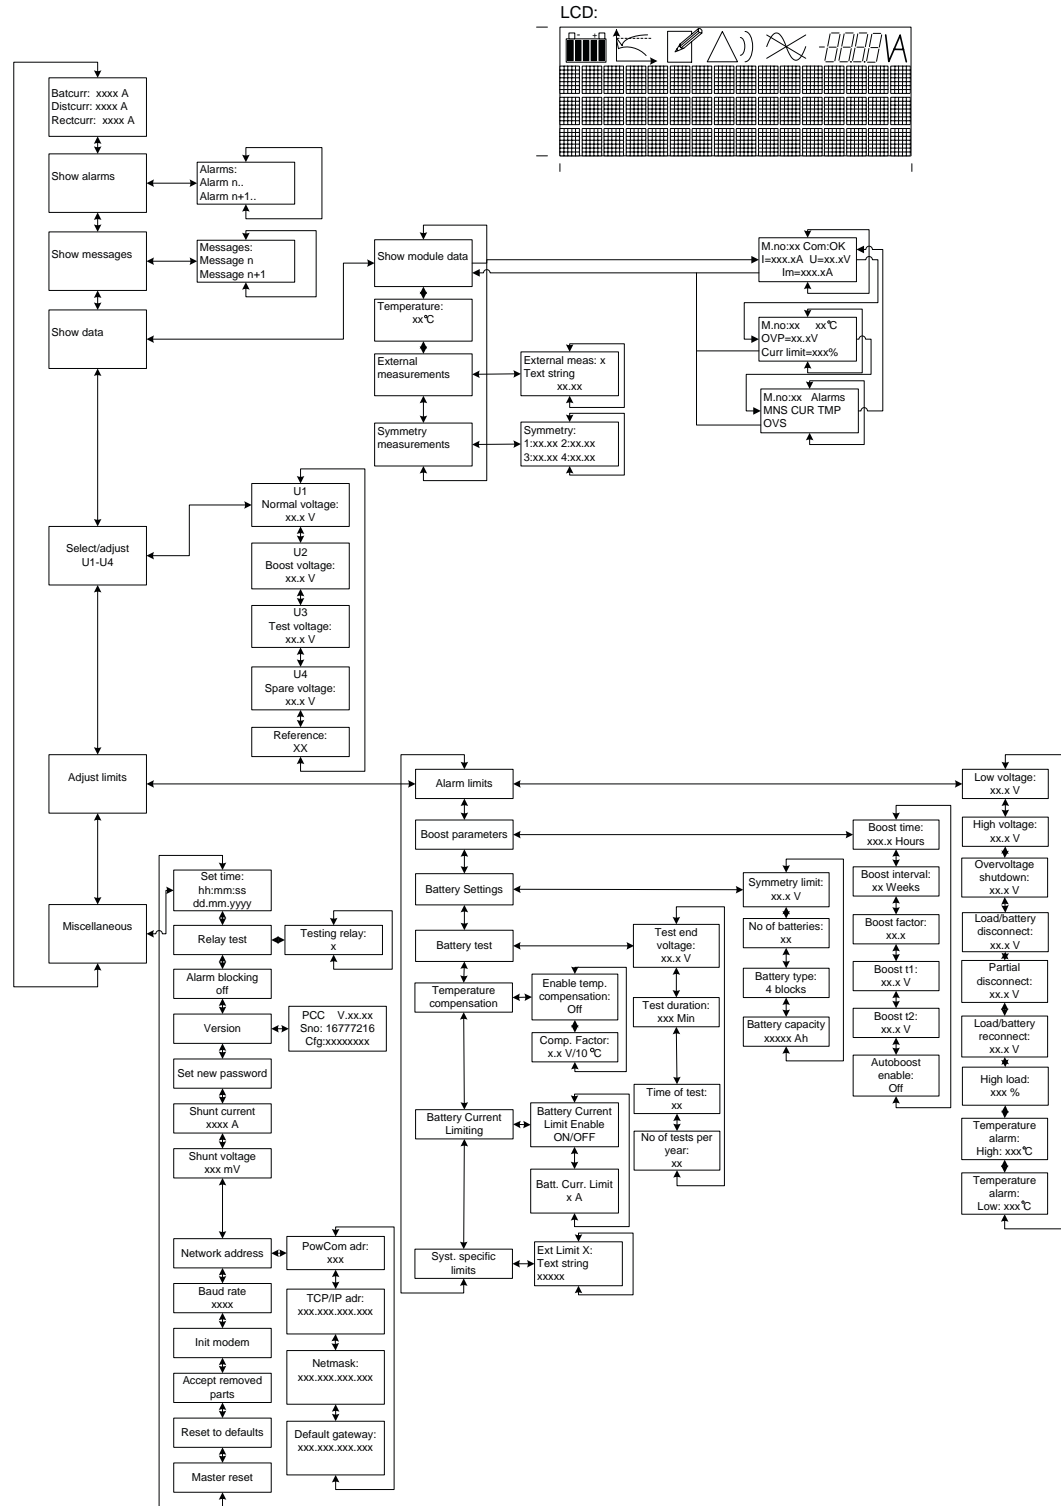 LCD:
- +
-8.8.8.8 VA
Batcurr: xxxx A
Distcurr: xxxx A
Rectcurr: xxxx A
Show alarms
Alarms:
Alarm n..
Alarm n+1..
Show messages
Messages:
Message n
Message n+1
Show data
Show module data
Temperature:
xx°C
External
measurements
Symmetry
measurements
External meas: x
Text string
xx.xx
Symmetry:
1:xx.xx 2:xx.xx
3:xx.xx 4:xx.xx
M.no:xx Com:OK
I=xxx.xA U=xx.xV
Im=xxx.xA
M.no:xx xx°C
OVP=xx.xV
Curr limit=xxx%
M.no:xx Alarms
MNS CUR TMP
OVS
Select/adjust
U1-U4
U1
Normal voltage:
xx.x V
U2
Boost voltage:
xx.x V
U3
Test voltage:
xx.x V
U4
Spare voltage:
xx.x V
Reference:
XX
Adjust limits
Alarm limits
Boost parameters
Battery Settings
Battery test
Temperature
compensation
Battery Current
Limiting
Syst. specific
limits
Enable temp.
compensation:
Off
Comp. Factor:
x.x V/10 °C
Battery Current
Limit Enable
ON/OFF
Batt. Curr. Limit
x A
Ext Limit X:
Text string
xxxxx
Test end
voltage:
xx.x V
Test duration:
xxx Min
Time of test:
xx
No of tests per
year:
xx
Symmetry limit:
xx.x V
No of batteries:
xx
Battery type:
4 blocks
Battery capacity
xxxxx Ah
Boost time:
xxx.x Hours
Boost interval:
xx Weeks
Boost factor:
xx.x
Boost t1:
xx.x V
Boost t2:
xx.x V
Autoboost
enable:
Off
Low voltage:
xx.x V
High voltage:
xx.x V
Overvoltage
shutdown:
xx.x V
Load/battery
disconnect:
xx.x V
Partial
disconnect:
xx.x V
Load/battery
reconnect:
xx.x V
High load:
xxx %
Temperature
alarm:
High: xxx°C
Temperature
alarm:
Low: xxx°C
Miscellaneous
Set time:
hh:mm:ss
dd.mm.yyyy
Relay test
Testing relay:
x
Alarm blocking
off
Version
PCC V.xx.xx
Sno: 16777216
Cfg:xxxxxxxx
Set new password
Shunt current
xxxx A
Shunt voltage
xxx mV
Network address
PowCom adr:
xxx
TCP/IP adr:
xxx.xxx.xxx.xxx
Netmask:
xxx.xxx.xxx.xxx
Default gateway:
xxx.xxx.xxx.xxx
Baud rate
xxxx
Init modem
Accept removed
parts
Reset to defaults
Master reset